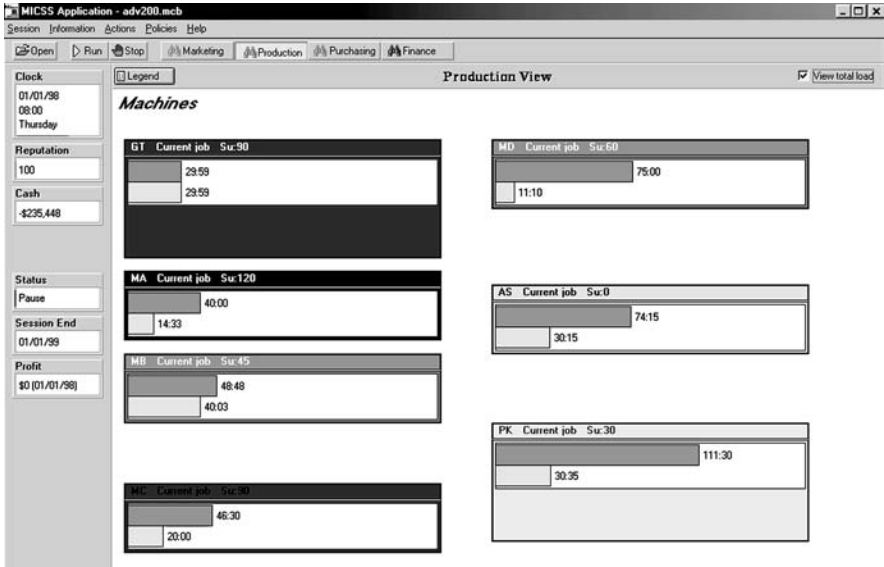 MICSS Application - adv200.mcb
Session Information Actions Policies Help
Open Run Stop Marketing Production Purchasing Finance
Clock
01/01/98
08:00
Thursday
Reputation
100
Cash
-$235,448
Status
Pause
Session End
01/01/99
Profit
$0 (01/01/98)
Legend
Production View
View total load
Machines
GT Current job Su:90
29:59
29:59
MA Current job Su:120
40:00
14:33
MB Current job Su:45
48:48
40:03
MC Current job Su:90
46:30
20:00
MD Current job Su:60
75:00
11:10
AS Current job Su:0
74:15
30:15
PK Current job Su:30
111:30
30:35